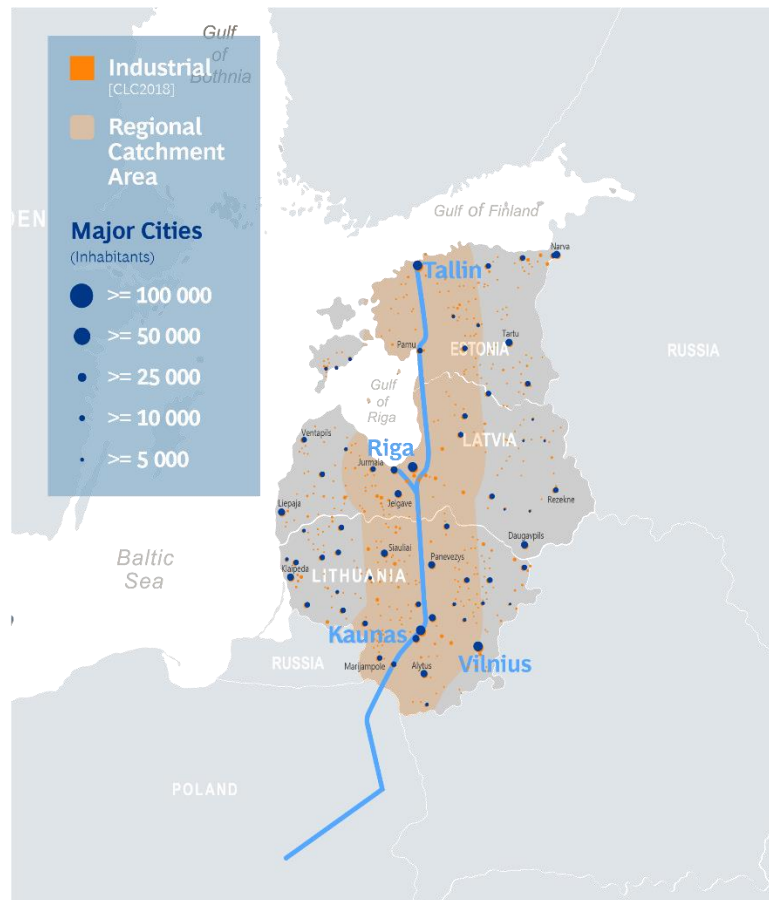 Gulf
of
Bothnia
Industrial
[CLC2018]
Regional
Catchment
Area
DEN
Major Cities
(Inhabitants)
>= 100 000
>= 50 000
>= 25 000
>= 10 000
>= 5 000
Gulf of Finland
Narva
Tallin
Parnu
ESTONIA
Tartu
RUSSIA
Gulf
of
Riga
Ventapils
Riga
LATVIA
Jurmala
Jelgave
Rezekne
Liepaja
Daugavpils
Baltic
Sea
Siauliai
Panevezys
Klaipeda
LITHUANIA
Kaunas
RUSSIA
Marijampole
Alytus
Vilnius
POLAND